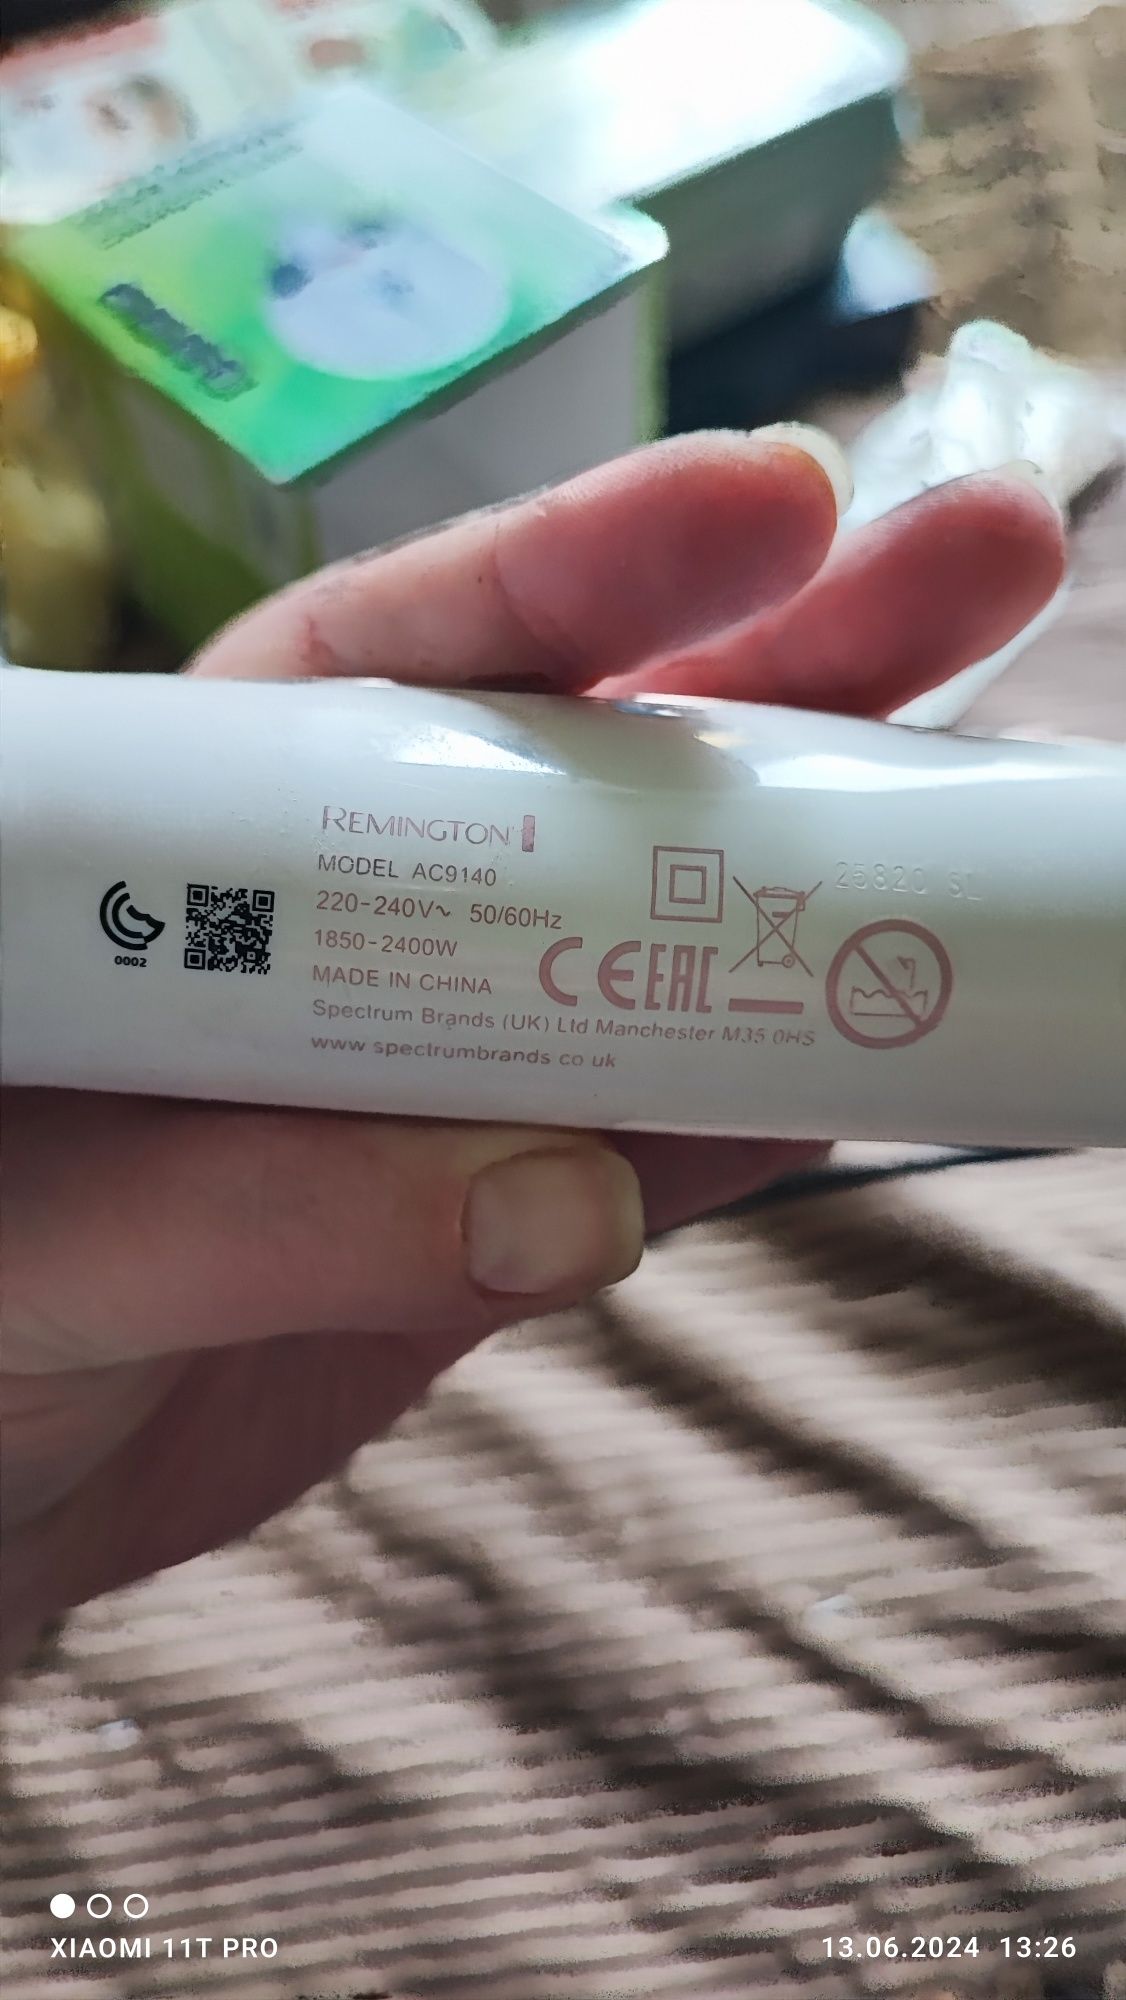 REMINGTON
MODEL AC9140
220-240V~ 50/60Hz
1850-2400W
MADE IN CHINA
CE EAC
Spectrum Brands (UK) Ltd Manchester M35 0HS
www spectrumbrands co uk
0002
25820 SL
XIAOMI 11T PRO
13.06.2024 13:26